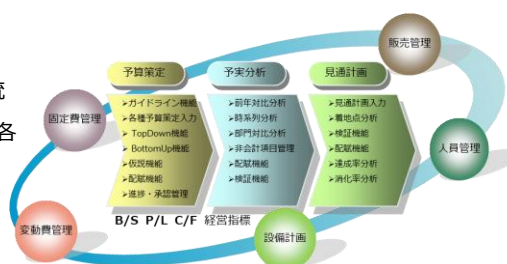 統
各
販売管理
予算策定
予実分析
見通計画
固定費管理
➢ガイドライン機能
➢各種予算策定入力
➢ TopDown機能
➢ BottomUp機能
➢仮説機能
➢配賦機能
➢進捗・承認管理
➢前年対比分析
➢時系列分析
➢部門対比分析
➢非会計項目管理
➢配賦機能
➢検証機能
➢見通計画入力
➢着地点分析
➢検証機能
➢配賦機能
➢達成率分析
➢消化率分析
人員管理
B/S P/L C/F 経営指標
変動費管理
設備計画